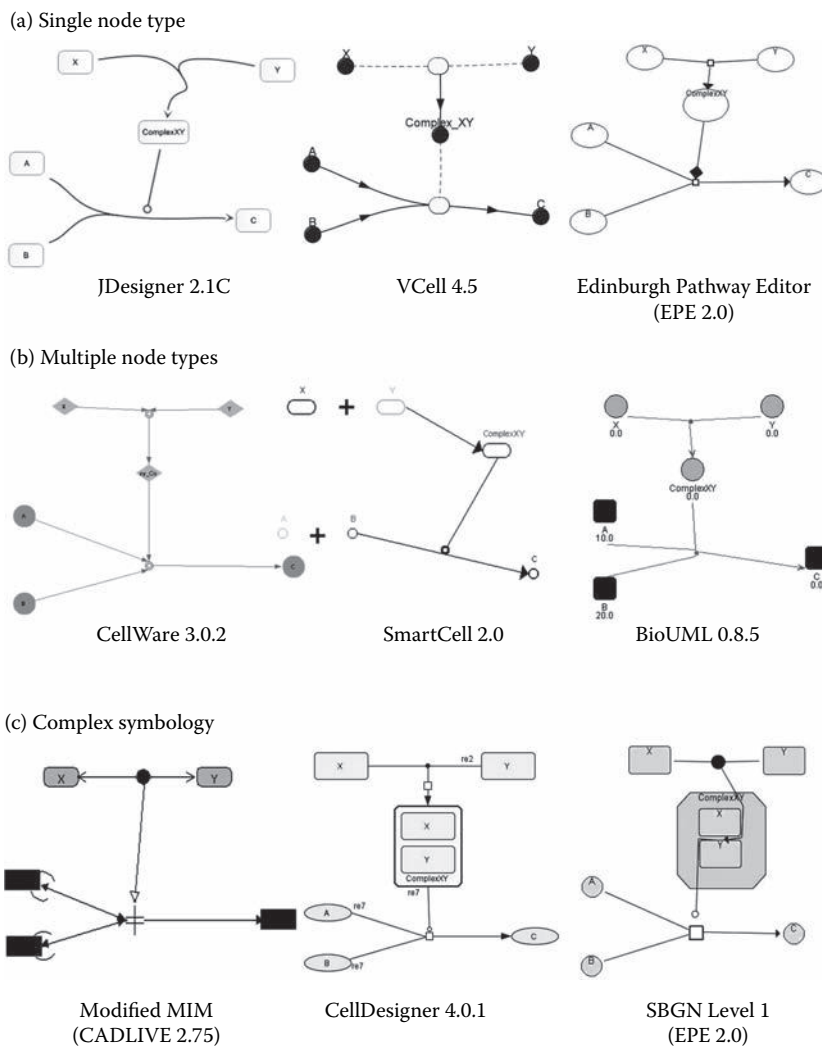 (a) Single node type
X
Y
ComplexXY
A
B
C
JDesigner 2.1C
X
Y
Complex_XY
A
B
C
VCell 4.5
X
Y
ComplexXY
A
B
C
Edinburgh Pathway Editor
(EPE 2.0)
(b) Multiple node types
X
Y
A
B
C
CellWare 3.0.2
X
+
Y
ComplexXY
A
+
B
C
SmartCell 2.0
X
0.0
Y
0.0
ComplexXY
0.0
A
10.0
B
20.0
C
0.0
BioUML 0.8.5
(c) Complex symbology
X
Y
Modified MIM
(CADLIVE 2.75)
X
re2
Y
X
Y
ComplexXY
re7
A
re7
B
re7
C
CellDesigner 4.0.1
X
Y
ComplexXY
X
Y
A
B
C
SBGN Level 1
(EPE 2.0)